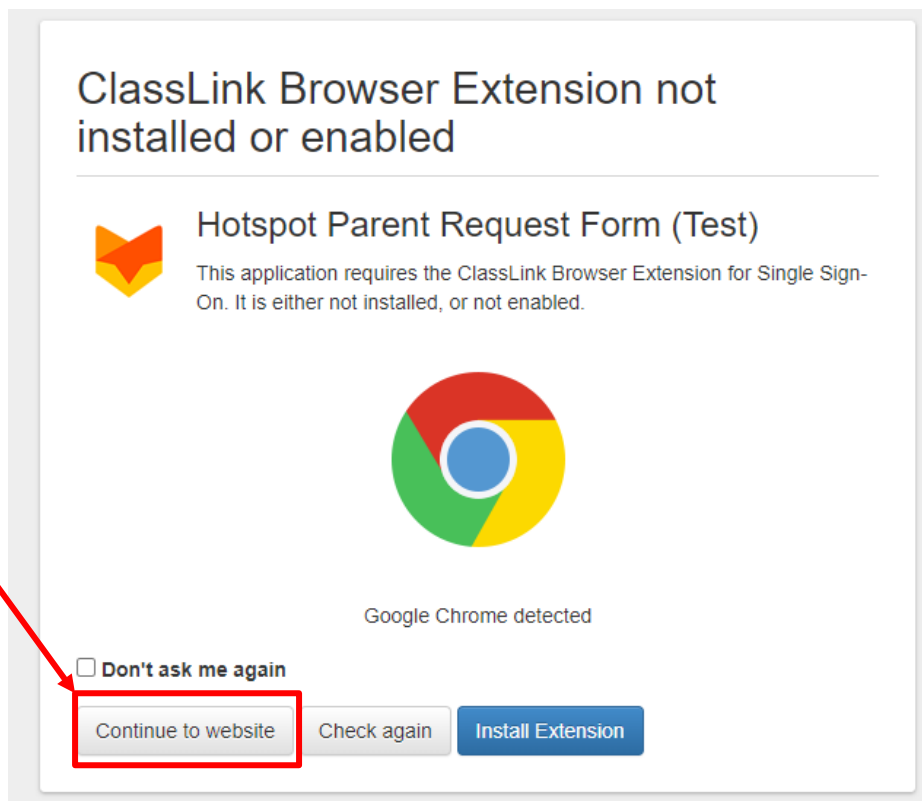 ClassLink Browser Extension not
installed or enabled
Hotspot Parent Request Form (Test)
This application requires the ClassLink Browser Extension for Single Sign-
On. It is either not installed, or not enabled.
Google Chrome detected
Don't ask me again
Continue to website Check again Install Extension